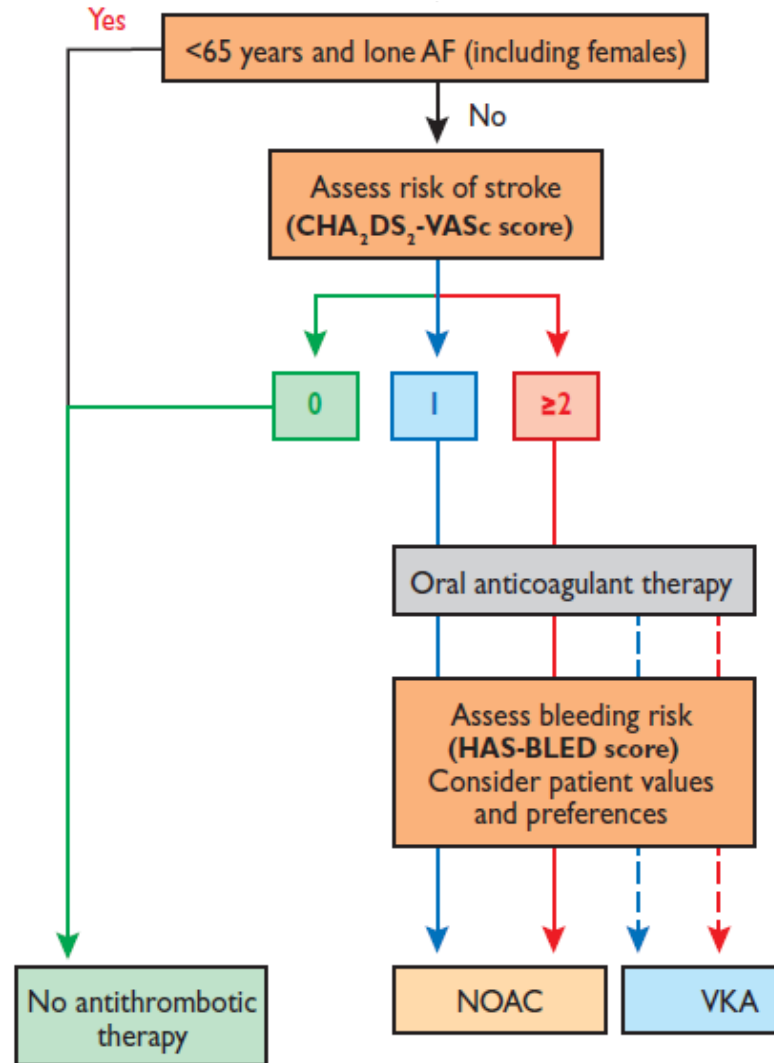 Yes
<65 years and lone AF (including females)
No
Assess risk of stroke
(CHA₂DS₂-VASc score)
0
1
≥2
Oral anticoagulant therapy
Assess bleeding risk
(HAS-BLED score)
Consider patient values
and preferences
No antithrombotic
therapy
NOAC
VKA